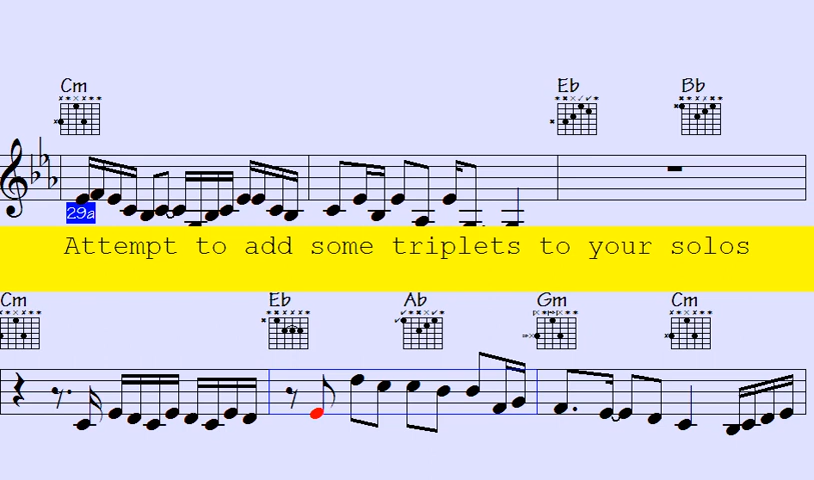 Cm Eb Bb
29a
Attempt to add some triplets to your solos
Cm Eb Ab Gm Cm